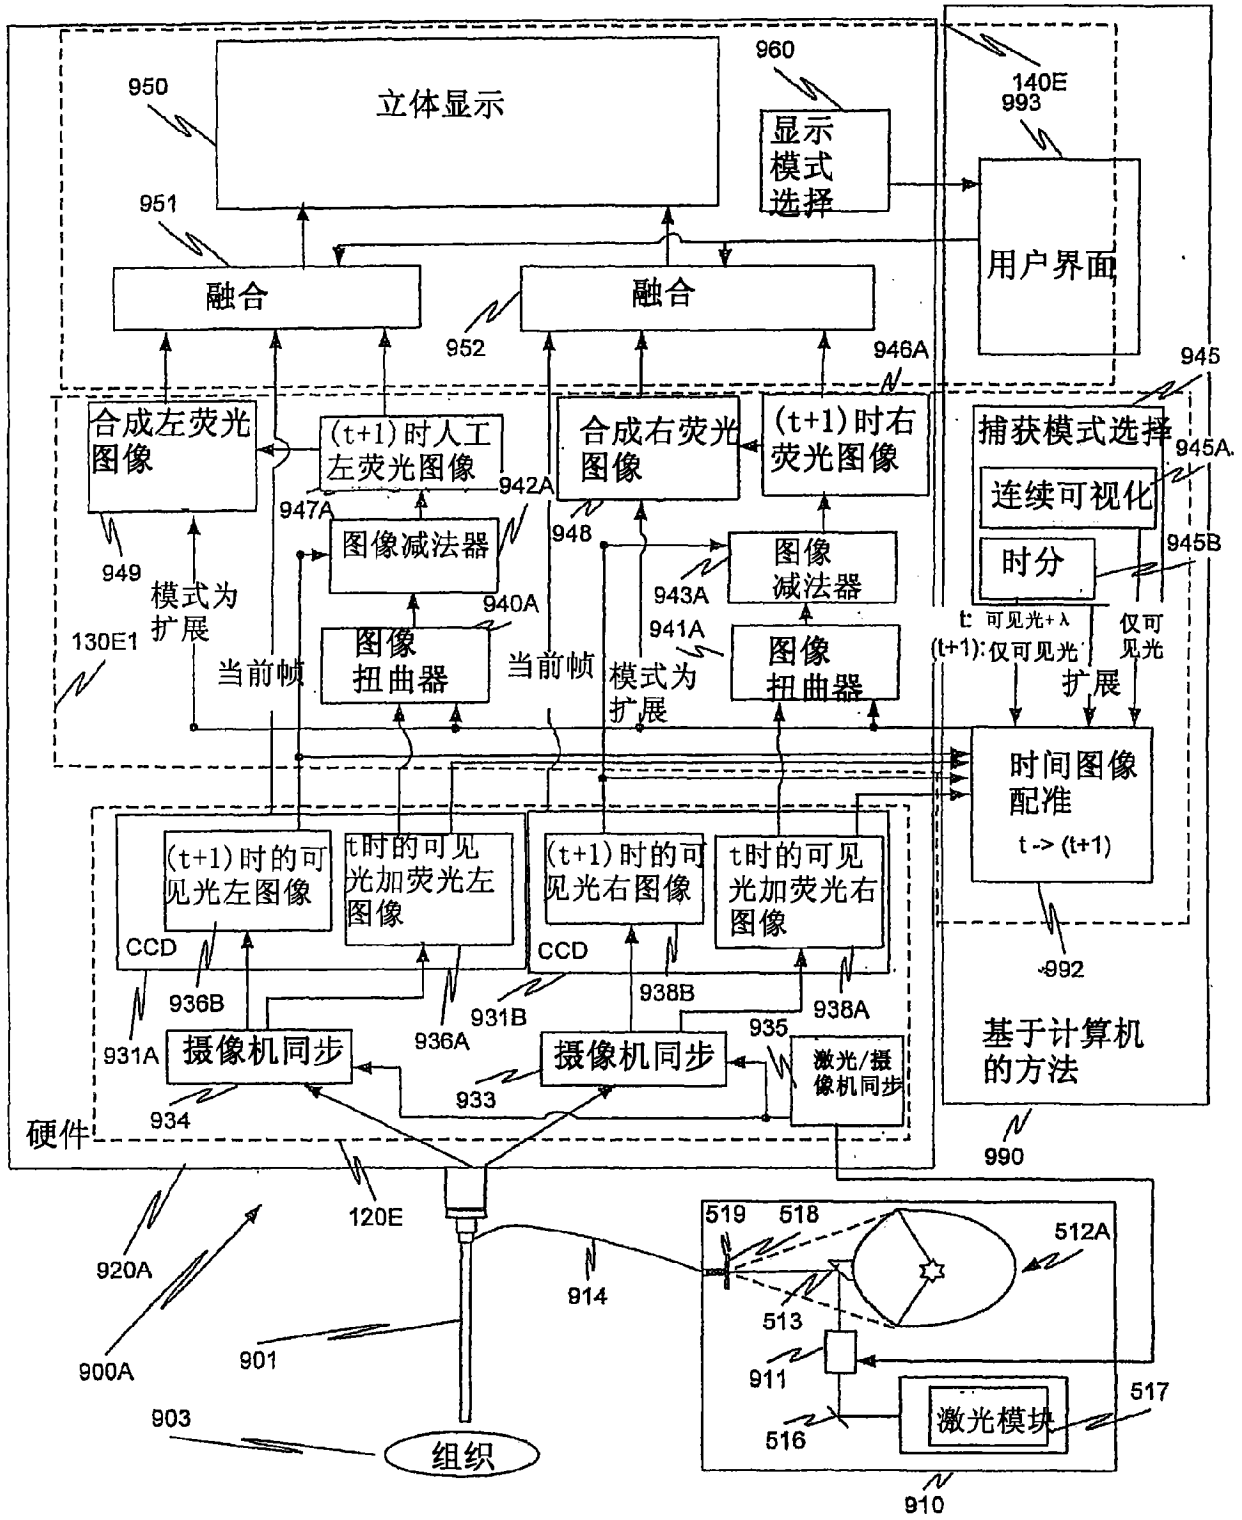 950
立体显示
960
显示
模式
选择
140E
993
用户界面
951
融合
952
融合
946A
945
合成左荧光
图像
(t+1)时人工
左荧光图像
合成右荧光
图像
(t+1)时右
荧光图像
捕获模式选择
945A
连续可视化
945B
时分
947A
942A
949
948
图像减法器
图像
减法器
943A
模式为
扩展
940A
941A
130E1
当前帧
图像
扭曲器
当前帧
模式为
扩展
图像
扭曲器
t: 可见光+λ
(t+1):仅可见光
扩展
仅可
见光
时间图像
配准
t -> (t+1)
992
(t+1)时的可
见光左图像
t时的可见
光加荧光左
图像
(t+1)时的可
见光右图像
t时的可见
光加荧光右
图像
CCD
CCD
936B
931A
936A
931B
938B
938A
935
摄像机同步
摄像机同步
激光/摄
像机同步
934
933
基于计算机
的方法
990
硬件
120E
920A
900A
901
903
组织
914
519
518
512A
513
911
516
激光模块
517
910